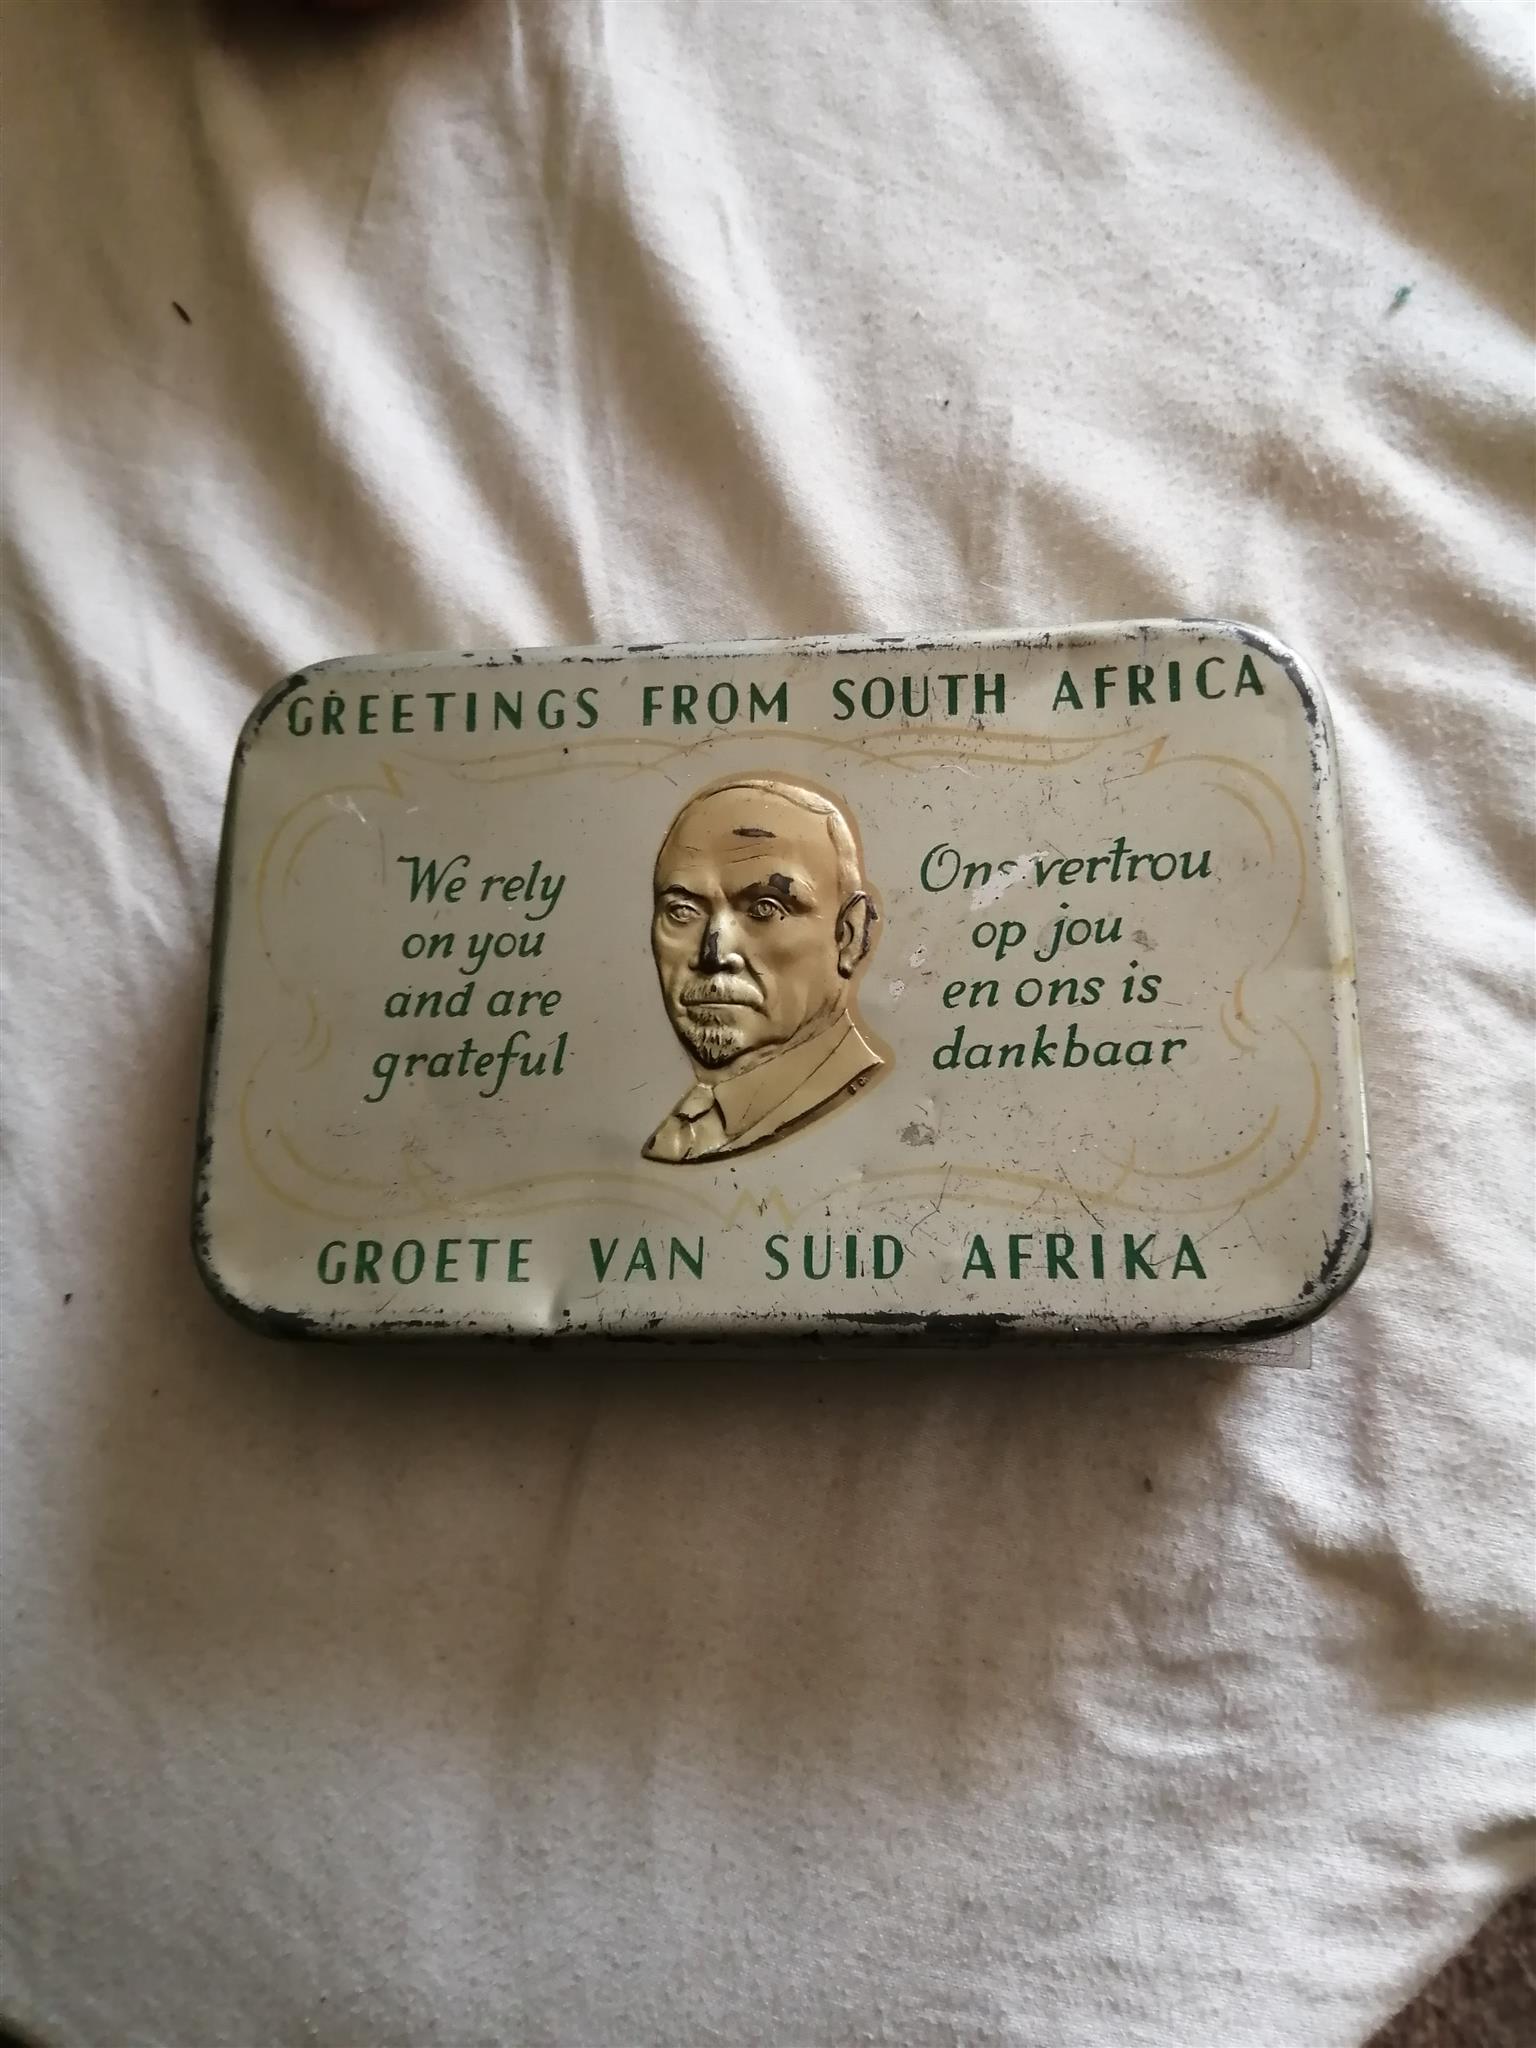 GREETINGS FROM SOUTH AFRICA
We rely
on you
and are
grateful
Ons vertrou
op jou
en ons is
dankbaar
GROETE VAN SUID AFRIKA